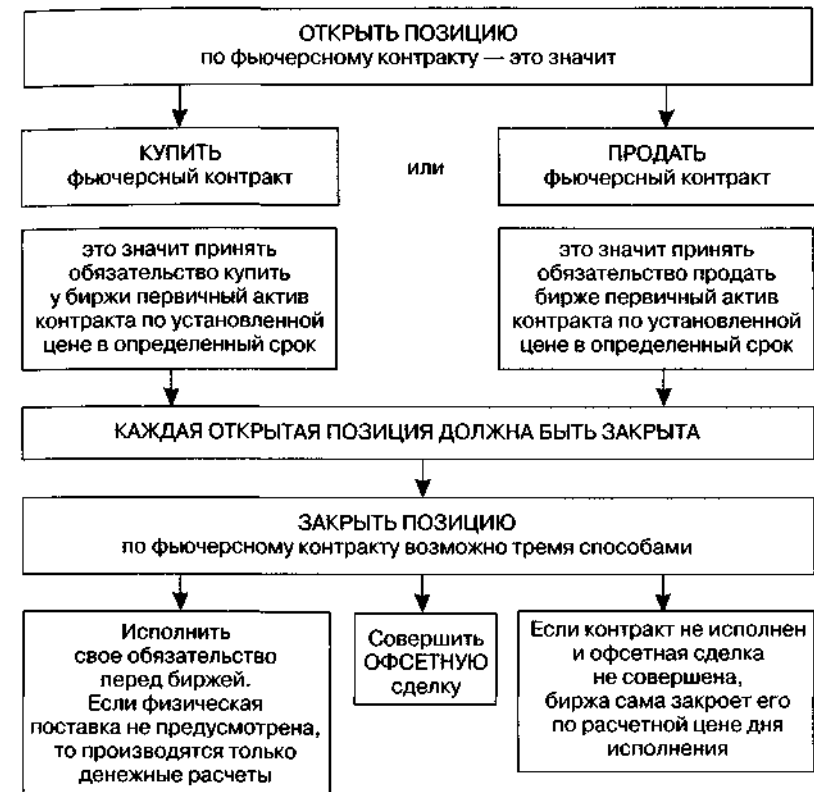 ОТКРЫТЬ ПОЗИЦИЮ
по фьючерсному контракту — это значит
КУПИТЬ
фьючерсный контракт
или
ПРОДАТЬ
фьючерсный контракт
это значит принять
обязательство купить
у биржи первичный актив
контракта по установленной
цене в определенный срок
это значит принять
обязательство продать
бирже первичный актив
контракта по установленной
цене в определенный срок
КАЖДАЯ ОТКРЫТАЯ ПОЗИЦИЯ ДОЛЖНА БЫТЬ ЗАКРЫТА
ЗАКРЫТЬ ПОЗИЦИЮ
по фьючерсному контракту возможно тремя способами
Исполнить
свое обязательство
перед биржей.
Если физическая
поставка не предусмотрена,
то производятся только
денежные расчеты
Совершить
ОФСЕТНУЮ
сделку
Если контракт не исполнен
и офсетная сделка
не совершена,
биржа сама закроет его
по расчетной цене дня
исполнения